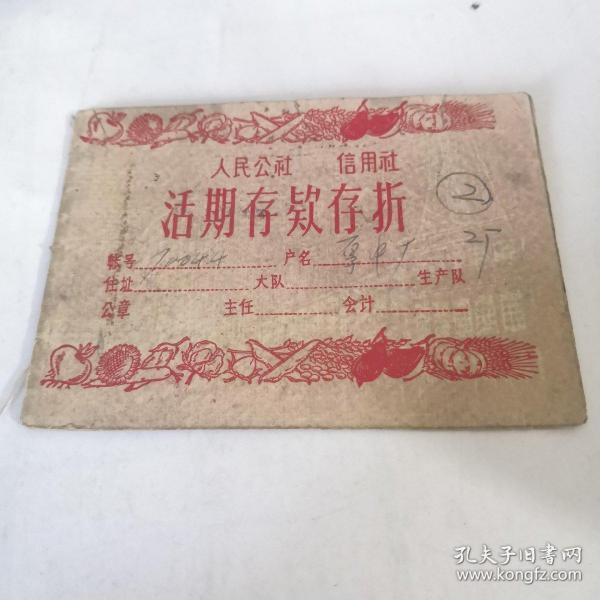 人民公社 信用社
活期存欵存折
②
帐号 户名
住址 大队 生产队
公章 主任 会计
孔夫子旧书网
www.kongfz.com